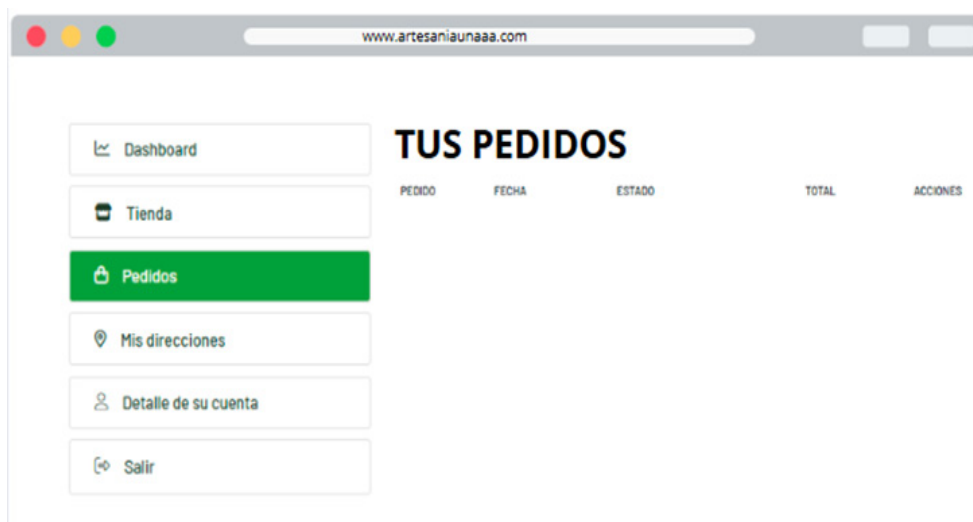 www.artesaniaunaaa.com
Dashboard
Tienda
Pedidos
Mis direcciones
Detalle de su cuenta
Salir
TUS PEDIDOS
PEDIDO FECHA ESTADO TOTAL ACCIONES